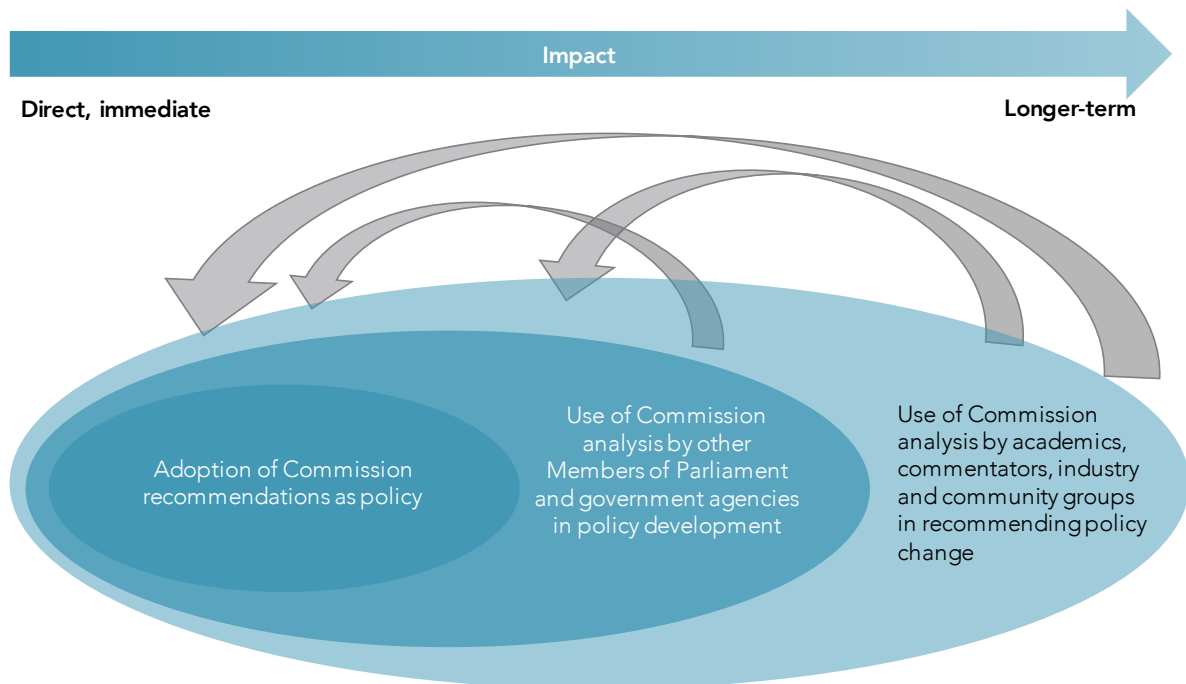 Impact
Direct, immediate
Longer-term
Adoption of Commission
recommendations as policy
Use of Commission
analysis by other
Members of Parliament
and government agencies
in policy development
Use of Commission
analysis by academics,
commentators, industry
and community groups
in recommending policy
change